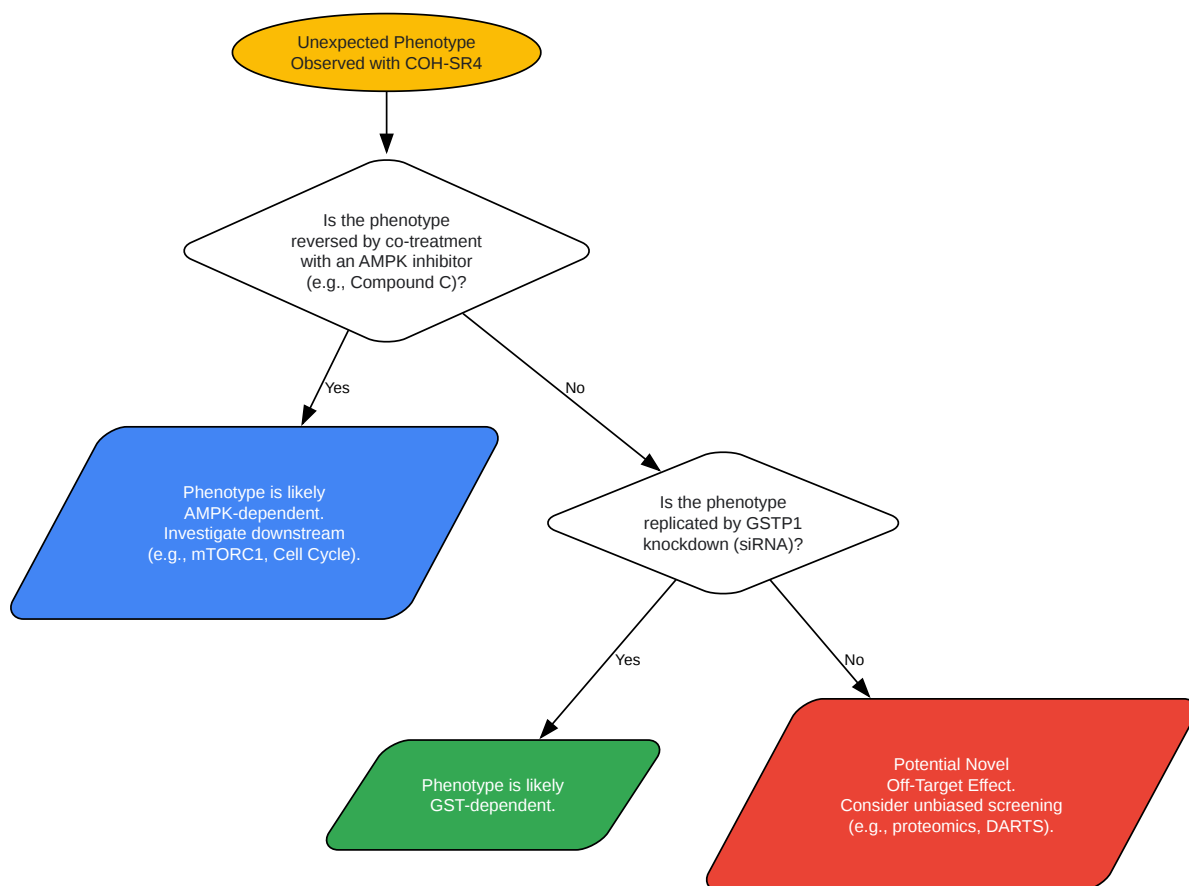 Unexpected Phenotype
Observed with COH-SR4
Is the phenotype
reversed by co-treatment
with an AMPK inhibitor
(e.g., Compound C)?
Yes
No
Phenotype is likely
AMPK-dependent.
Investigate downstream
(e.g., mTORC1, Cell Cycle).
Is the phenotype
replicated by GSTP1
knockdown (siRNA)?
Yes
No
Phenotype is likely
GST-dependent.
Potential Novel
Off-Target Effect.
Consider unbiased screening
(e.g., proteomics, DARTS).